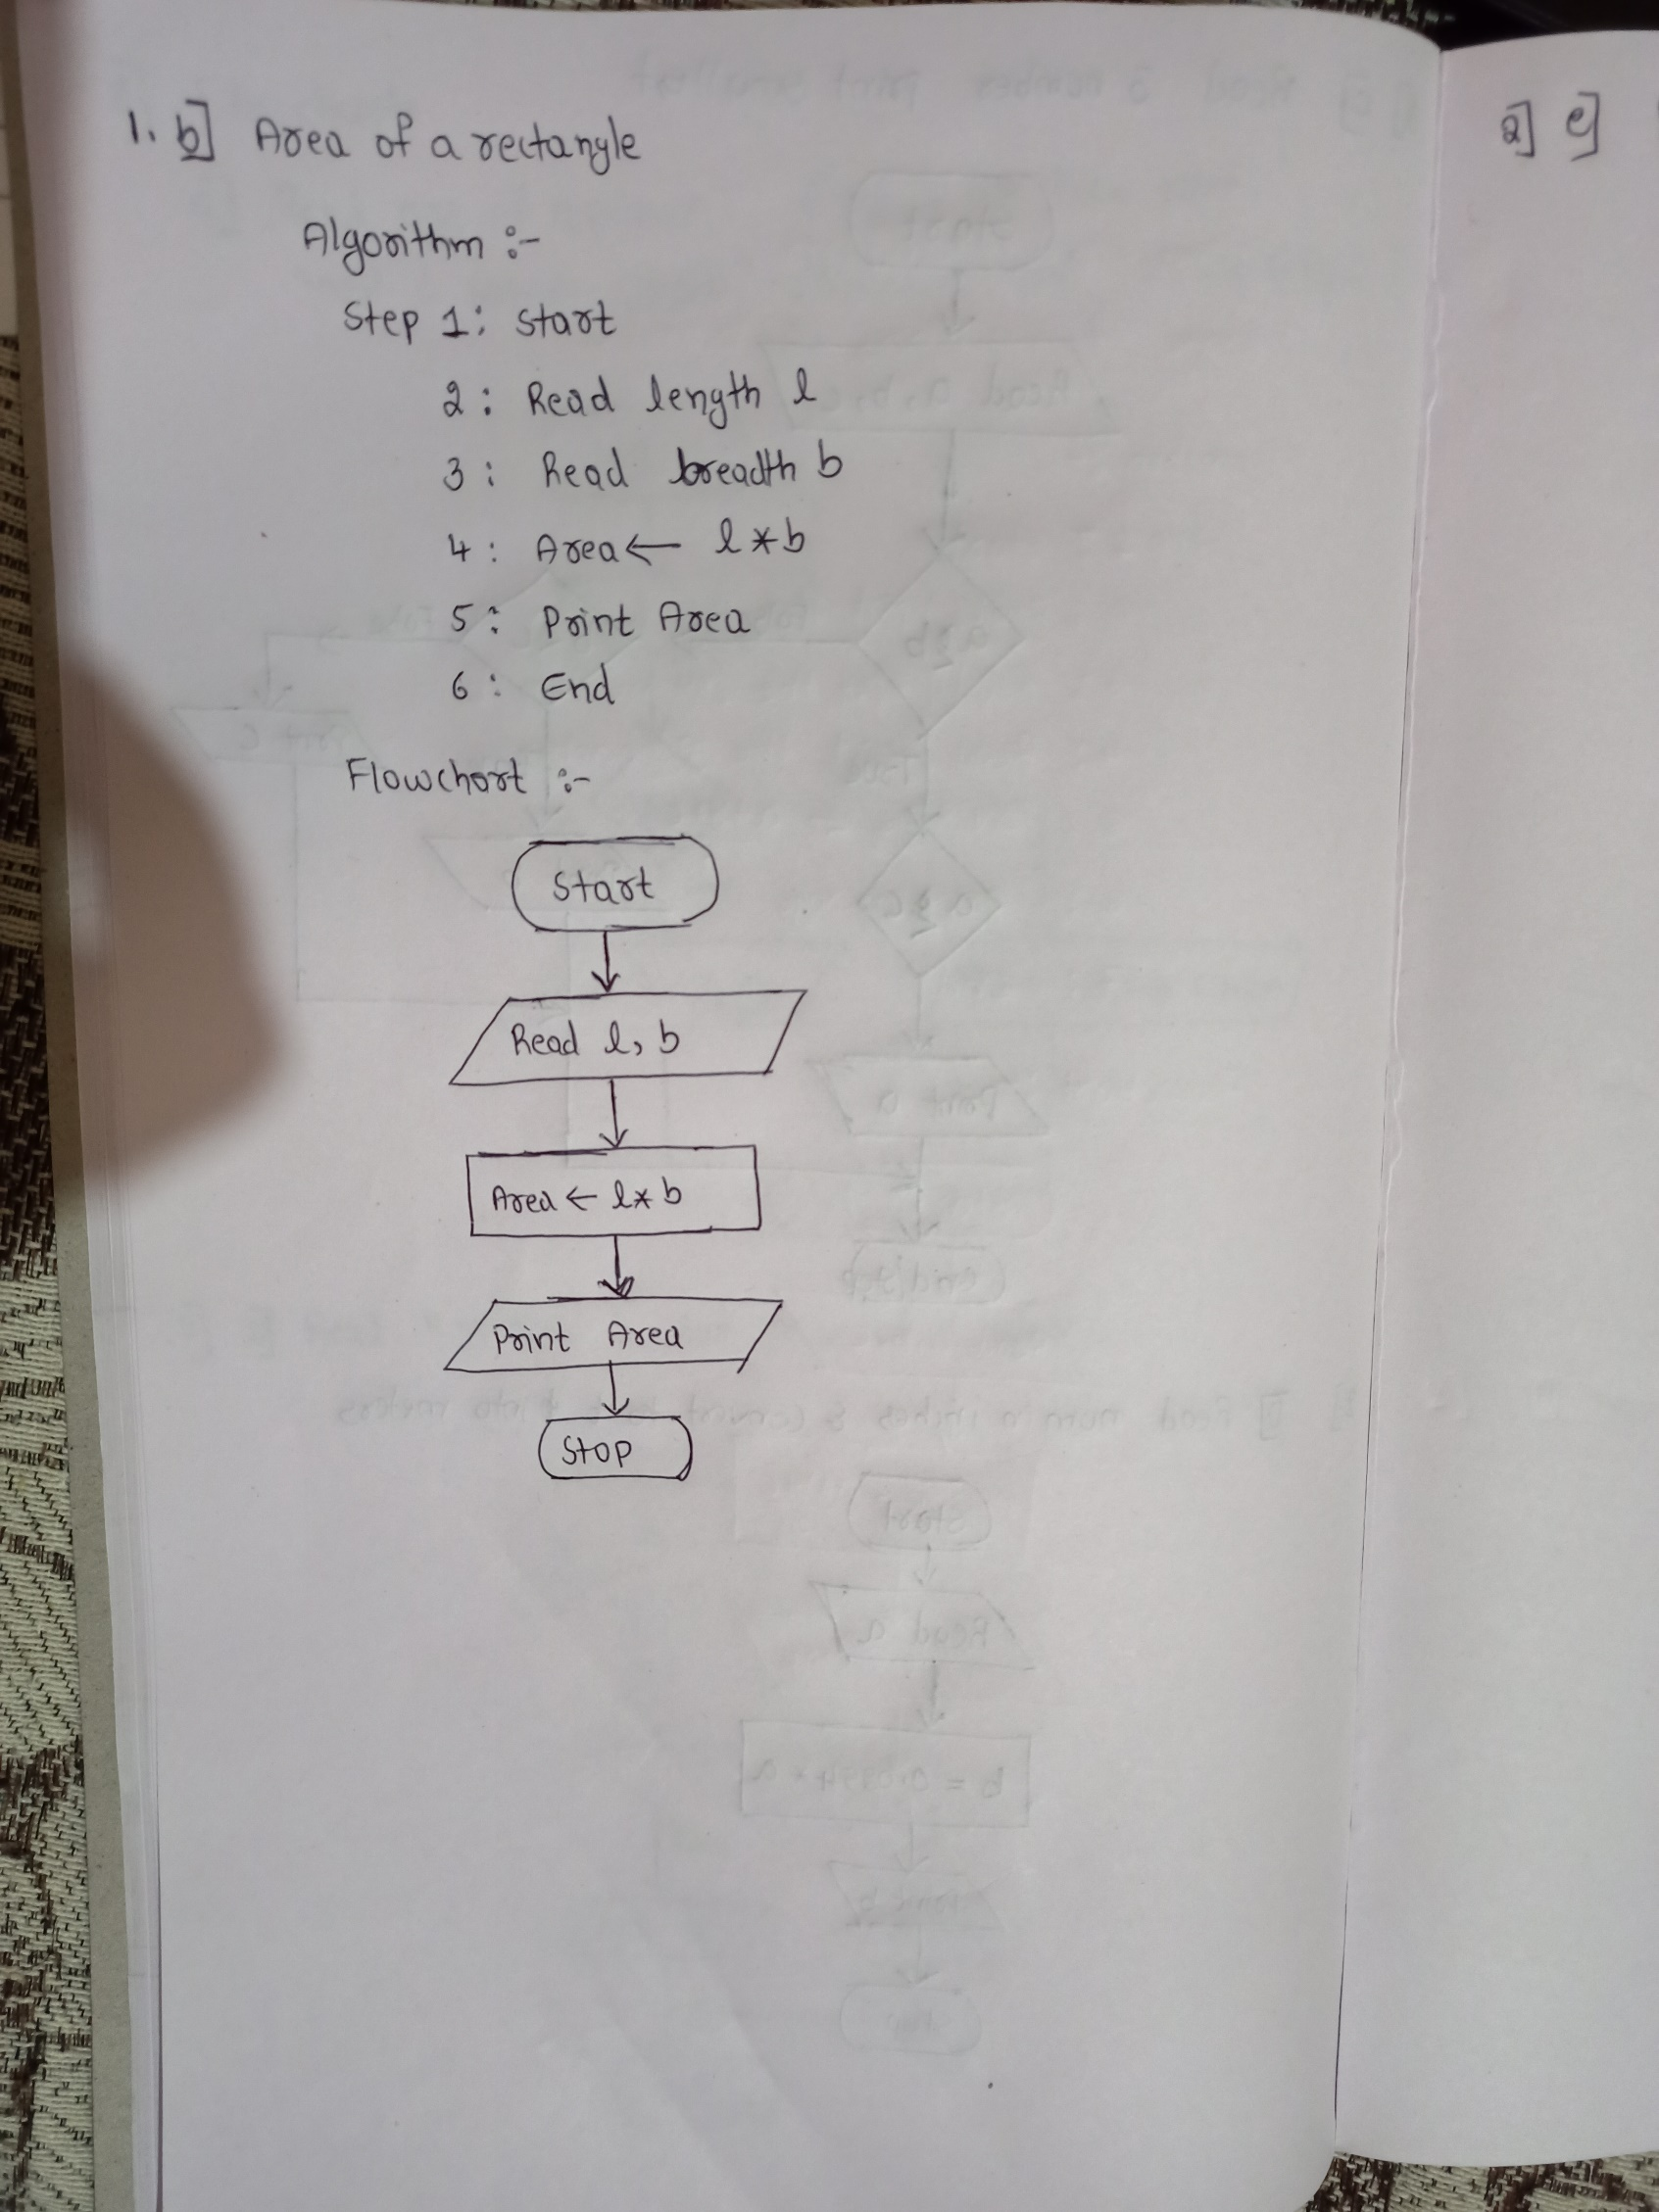 1. b] Area of a rectangle
Algorithm :-
Step 1: Start
2: Read length l
3: Read breadth b
4: Area ← l * b
5: Print Area
6: End
Flowchart :-
Start
Read l, b
Area ← l * b
Print Area
Stop
a] e]